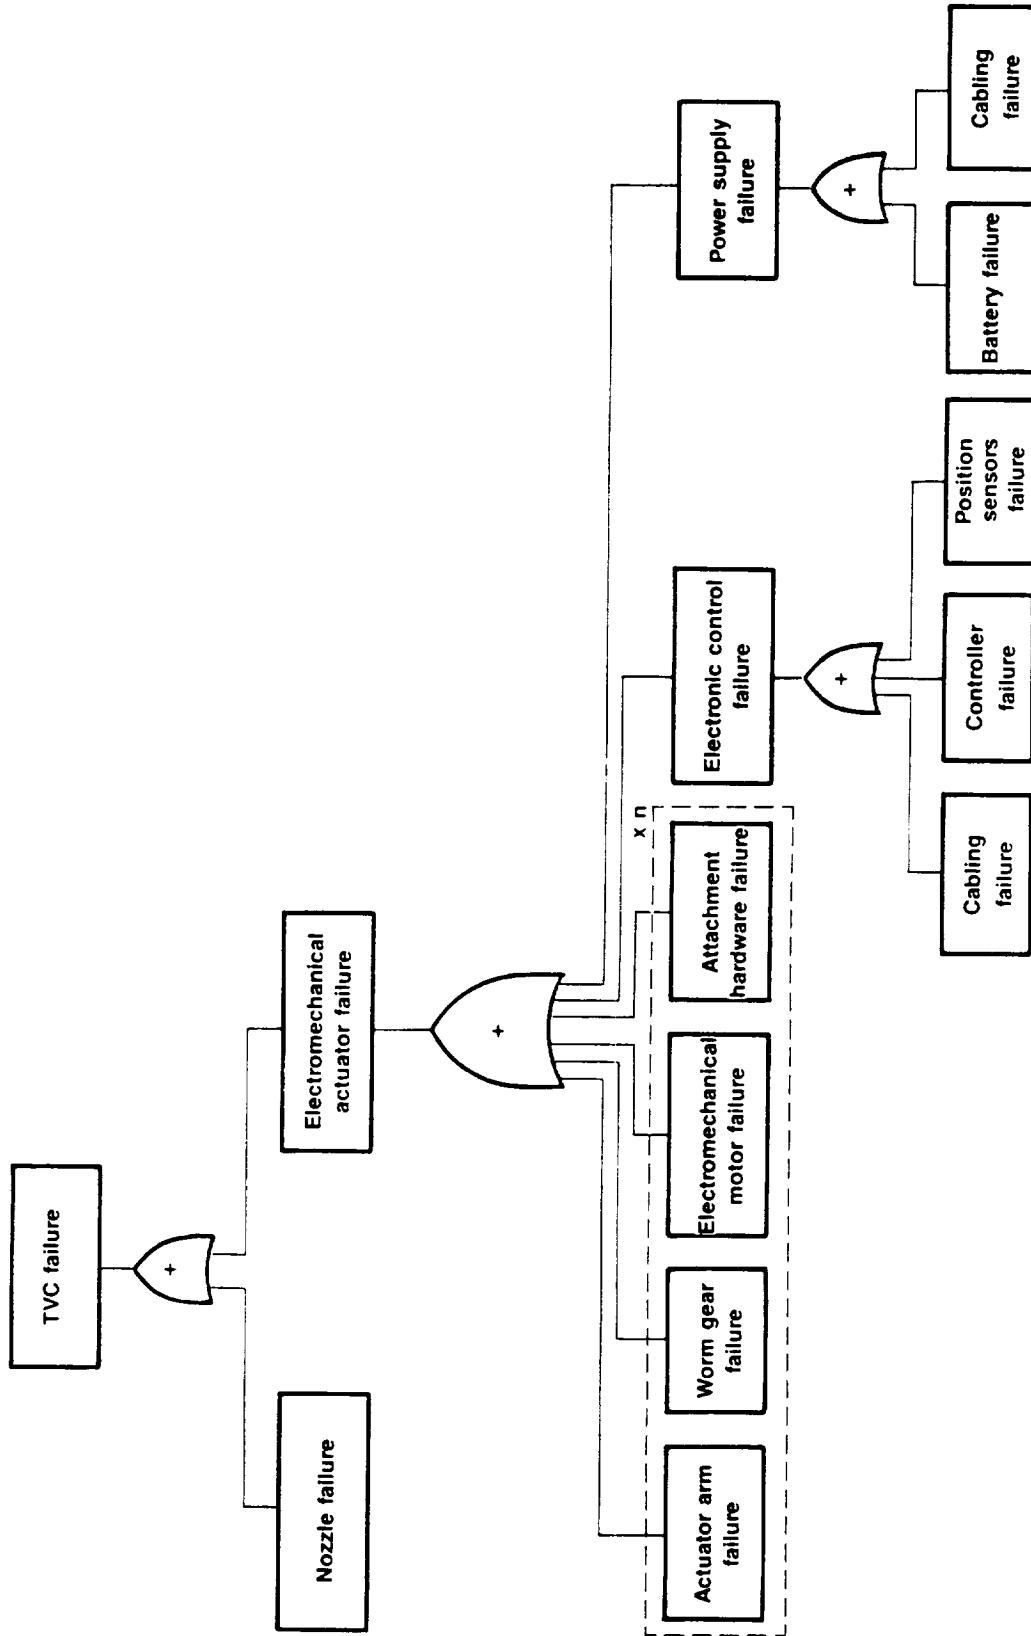 TVC failure
+
Nozzle failure
Electromechanical
actuator failure
+
x n
Actuator arm
failure
Worm gear
failure
Electromechanical
motor failure
Attachment
hardware failure
Electronic control
failure
Power supply
failure
+
+
Cabling
failure
Controller
failure
Position
sensors
failure
Battery failure
Cabling
failure